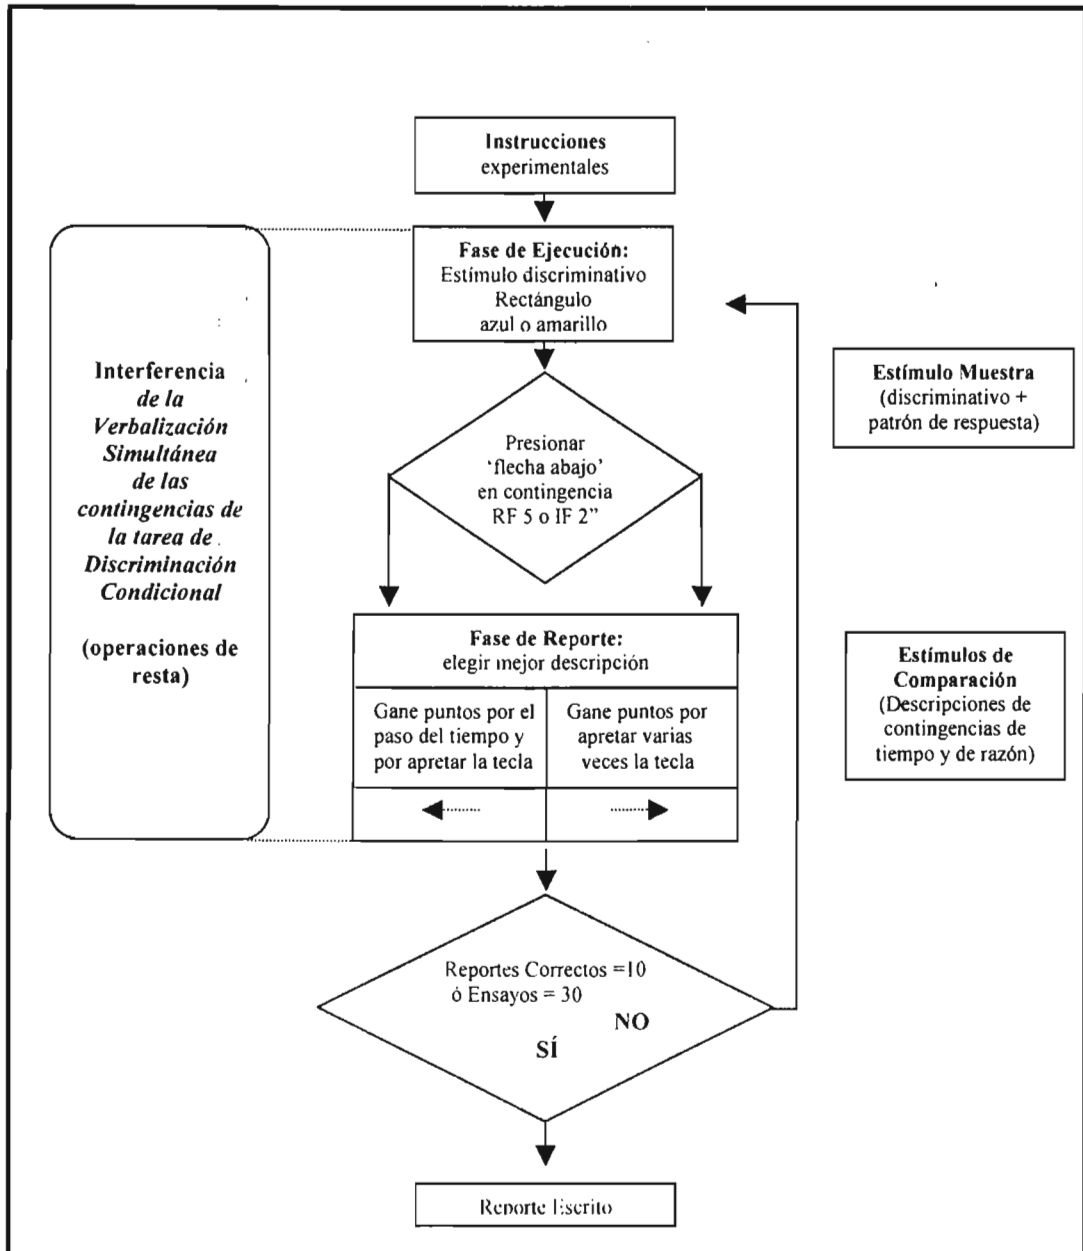 Instrucciones
experimentales
Fase de Ejecución:
Estímulo discriminativo
Rectángulo
azul o amarillo
Interferencia
de la
Verbalización
Simultánea
de las
contingencias de
la tarea de
Discriminación
Condicional
(operaciones de
resta)
Presionar
‘flecha abajo’
en contingencia
RF 5 o IF 2”
Estímulo Muestra
(discriminativo +
patrón de respuesta)
Fase de Reporte:
elegir mejor descripción
Gane puntos por el
paso del tiempo y
por apretar la tecla
Gane puntos por
apretar varias
veces la tecla
Estímulos de
Comparación
(Descripciones de
contingencias de
tiempo y de razón)
Reportes Correctos =10
ó Ensayos = 30
NO
SÍ
Reporte Escrito